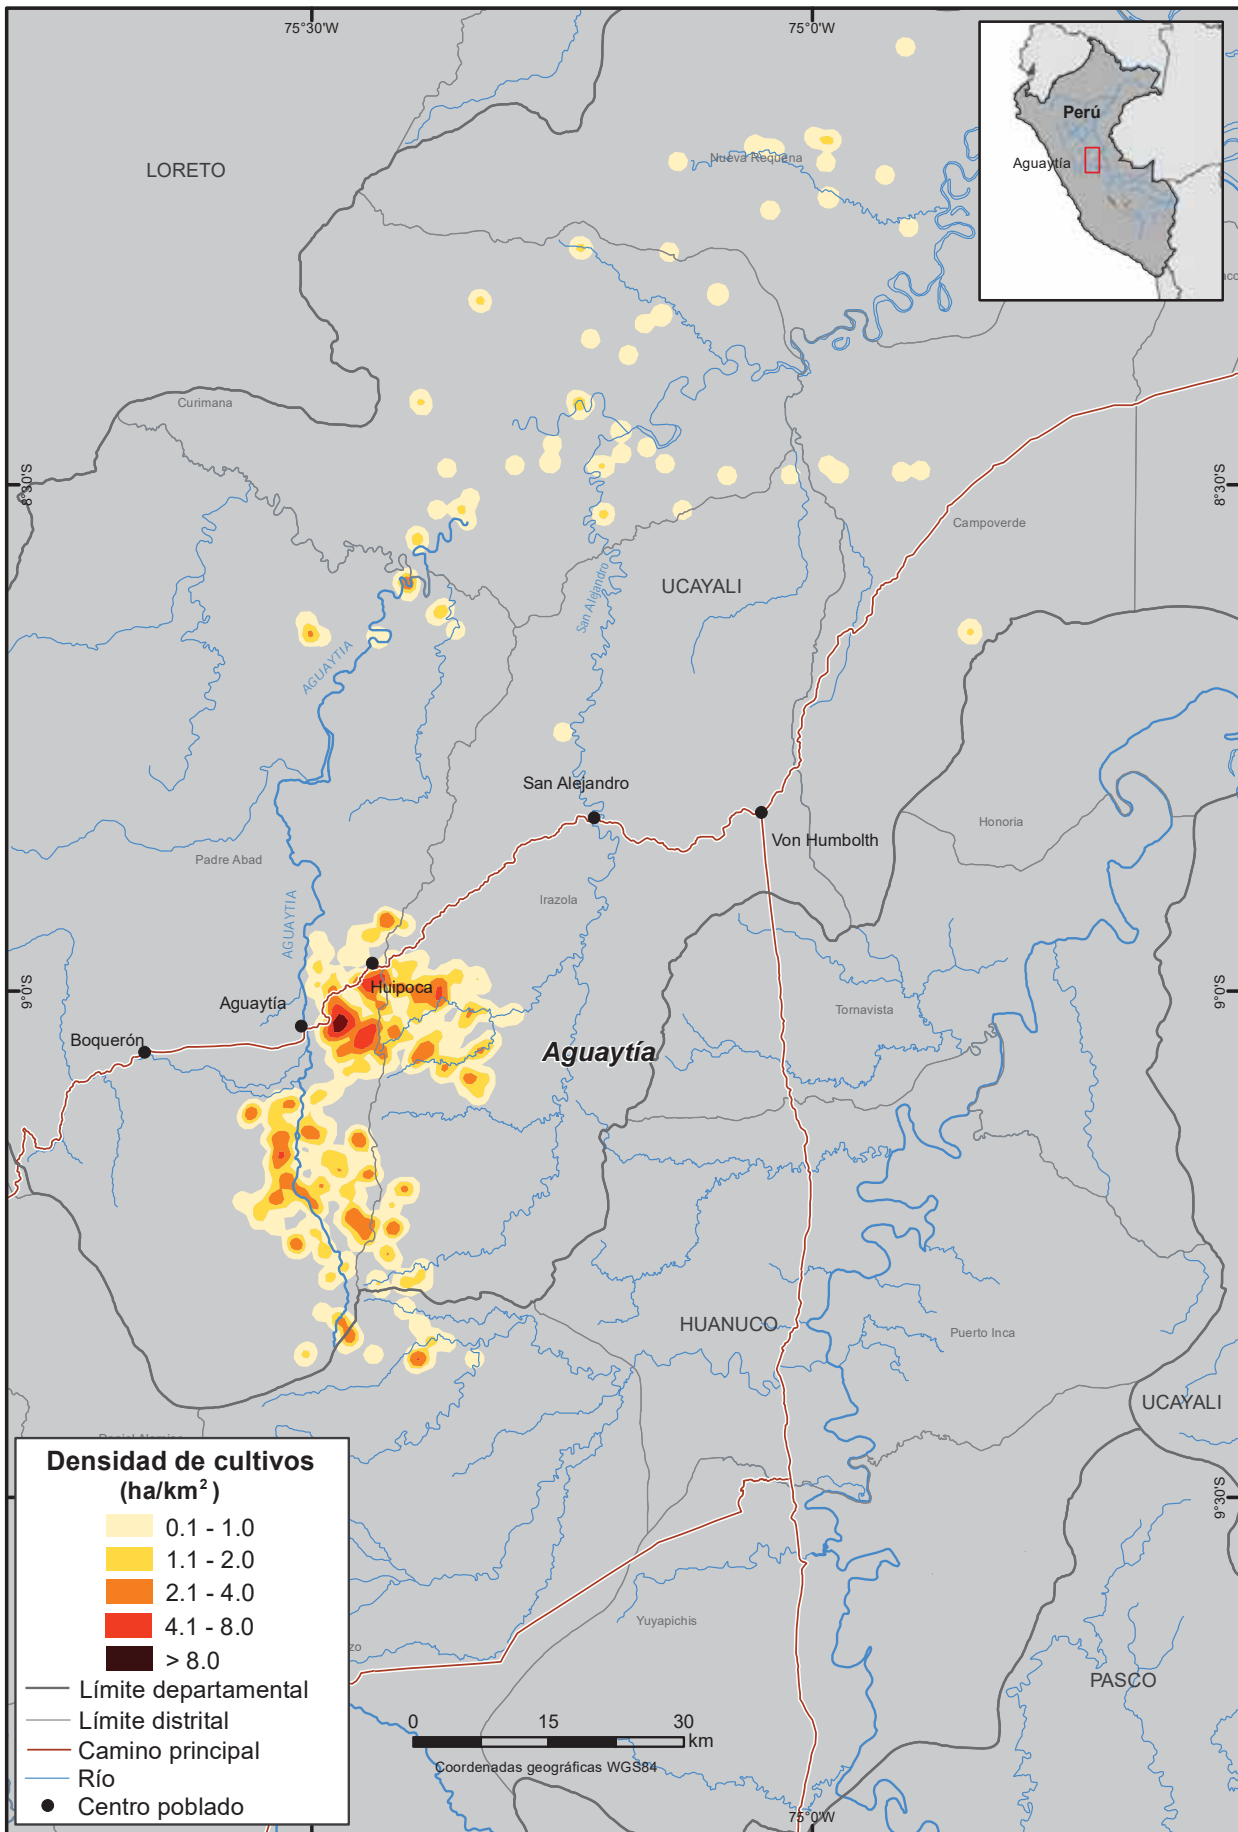 75°30'W
75°0'W
Perú
Aguaytía
LORETO
Nueva Requena
Curimana
8°30'S
8°30'S
Campoverde
UCAYALI
San Alejandro
AGUAYTIA
San Alejandro
Von Humbolth
Honoria
Padre Abad
Irazola
AGUAYTIA
Huipoca
9°0'S
9°0'S
Aguaytía
Tornavista
Boquerón
Aguaytía
HUANUCO
Puerto Inca
UCAYALI
Densidad de cultivos
(ha/km²)
0.1 - 1.0
1.1 - 2.0
2.1 - 4.0
4.1 - 8.0
> 8.0
Límite departamental
Límite distrital
Camino principal
Río
Centro poblado
9°30'S
Yuyapichis
PASCO
0 15 30
km
Coordenadas geográficas WGS84
75°0'W